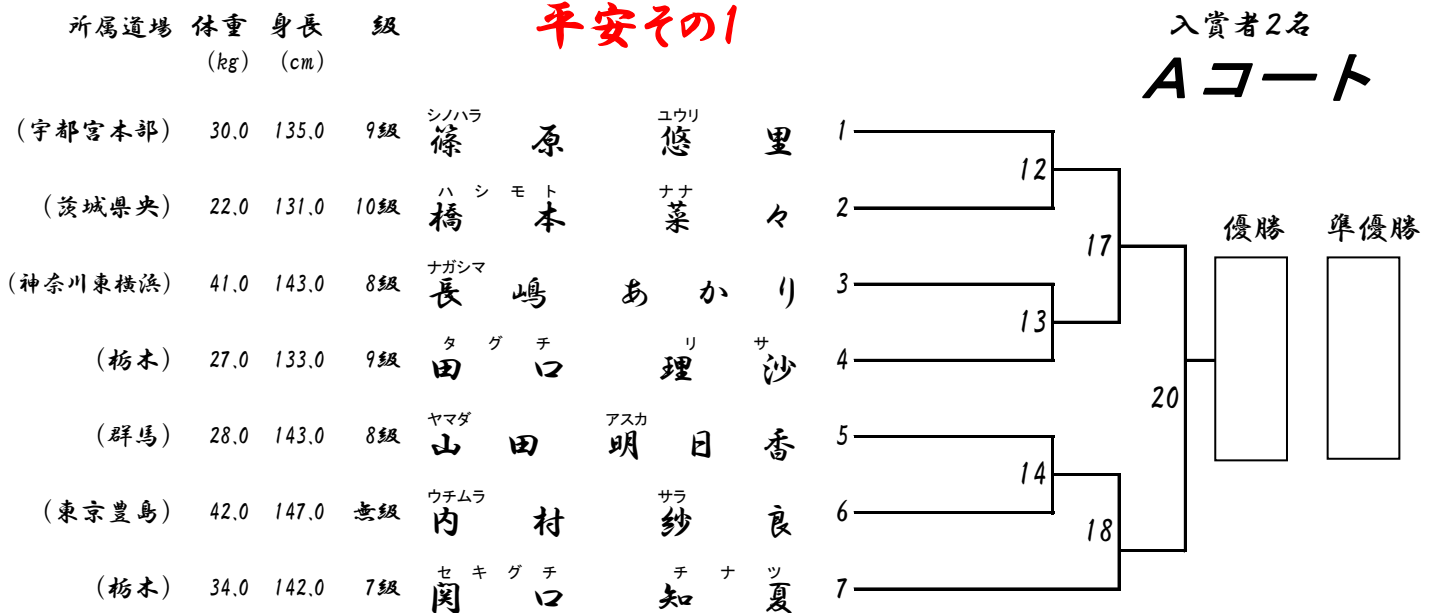 平安その1
入賞者2名
Aコート
所属道場 体重 身長 級
(kg) (cm)
シノハラ ユウリ
(宇都宮本部) 30.0 135.0 9級 篠原 悠里 1
12
ハシモト ナナ
(茨城県央) 22.0 131.0 10級 橋本 菜々 2
17
優勝 準優勝
ナガシマ
(神奈川東横浜) 41.0 143.0 8級 長嶋 あかり 3
13
タグチ リサ
(栃木) 27.0 133.0 9級 田口 理沙 4
20
ヤマダ アスカ
(群馬) 28.0 143.0 8級 山田 明日香 5
14
ウチムラ サラ
(東京豊島) 42.0 147.0 無級 内村 紗良 6
18
セキグチ チナツ
(栃木) 34.0 142.0 7級 関口 知夏 7